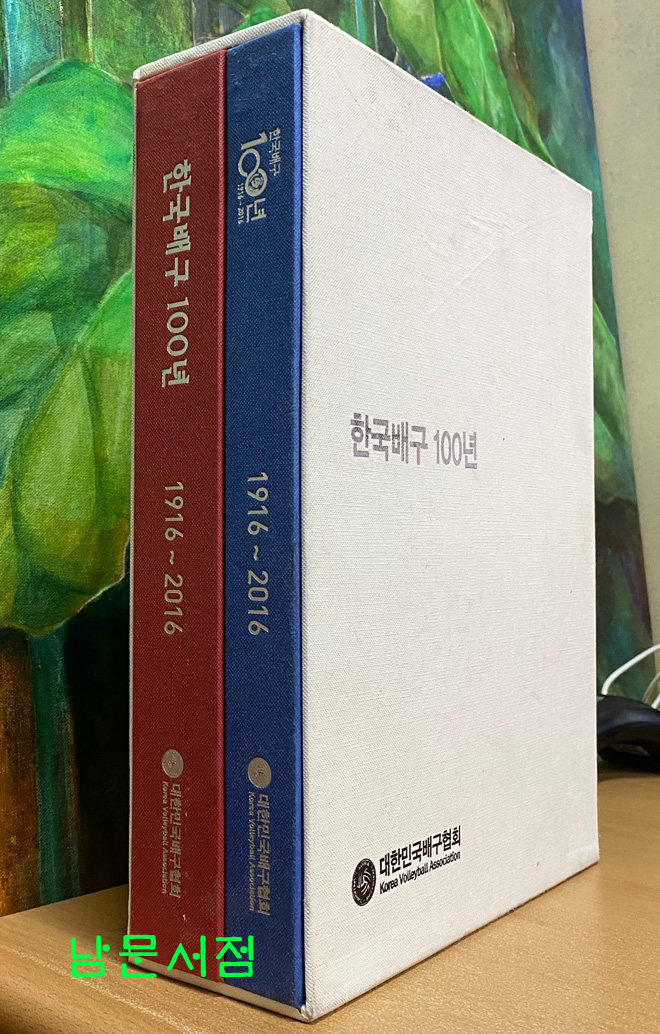 한국배구 100년
1916 ~ 2016
대한민국배구협회
Korea Volleyball Association
한국배구
100년
1916 ~ 2016
1916 ~ 2016
대한민국배구협회
Korea Volleyball Association
한국배구 100년
대한민국배구협회
Korea Volleyball Association
남문서점